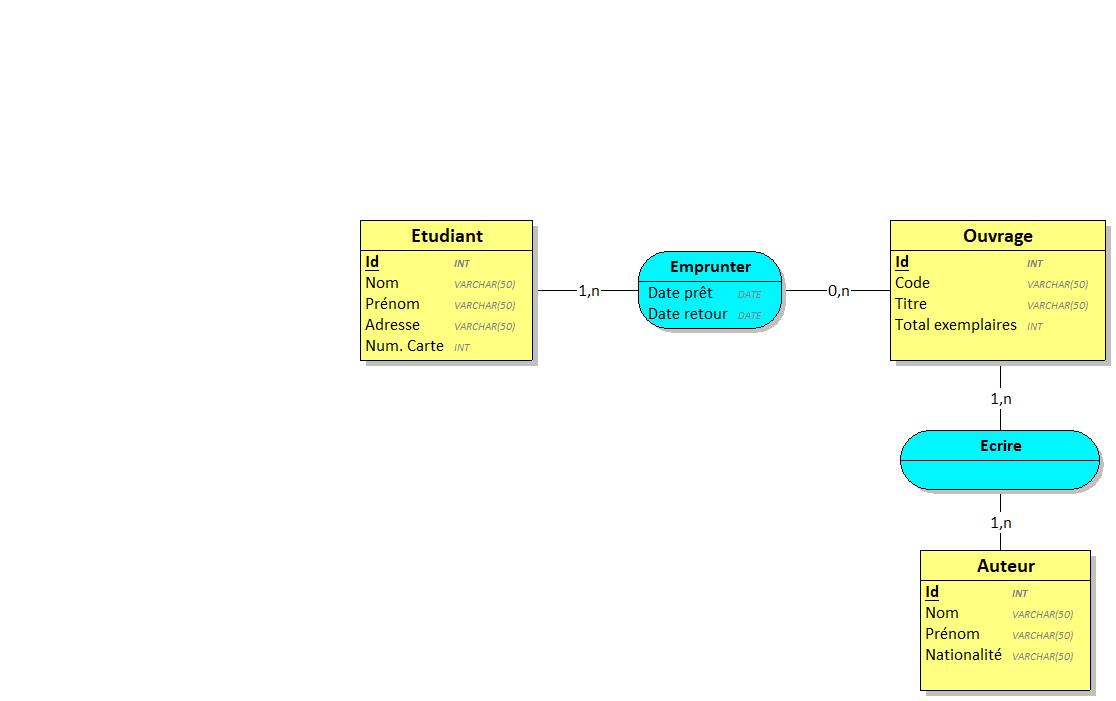 Etudiant
Id INT
Nom VARCHAR(50)
Prénom VARCHAR(50)
Adresse VARCHAR(50)
Num. Carte INT
1,n
Emprunter
Date prêt DATE
Date retour DATE
0,n
Ouvrage
Id INT
Code VARCHAR(50)
Titre VARCHAR(50)
Total exemplaires INT
1,n
Ecrire
1,n
Auteur
Id INT
Nom VARCHAR(50)
Prénom VARCHAR(50)
Nationalité VARCHAR(50)